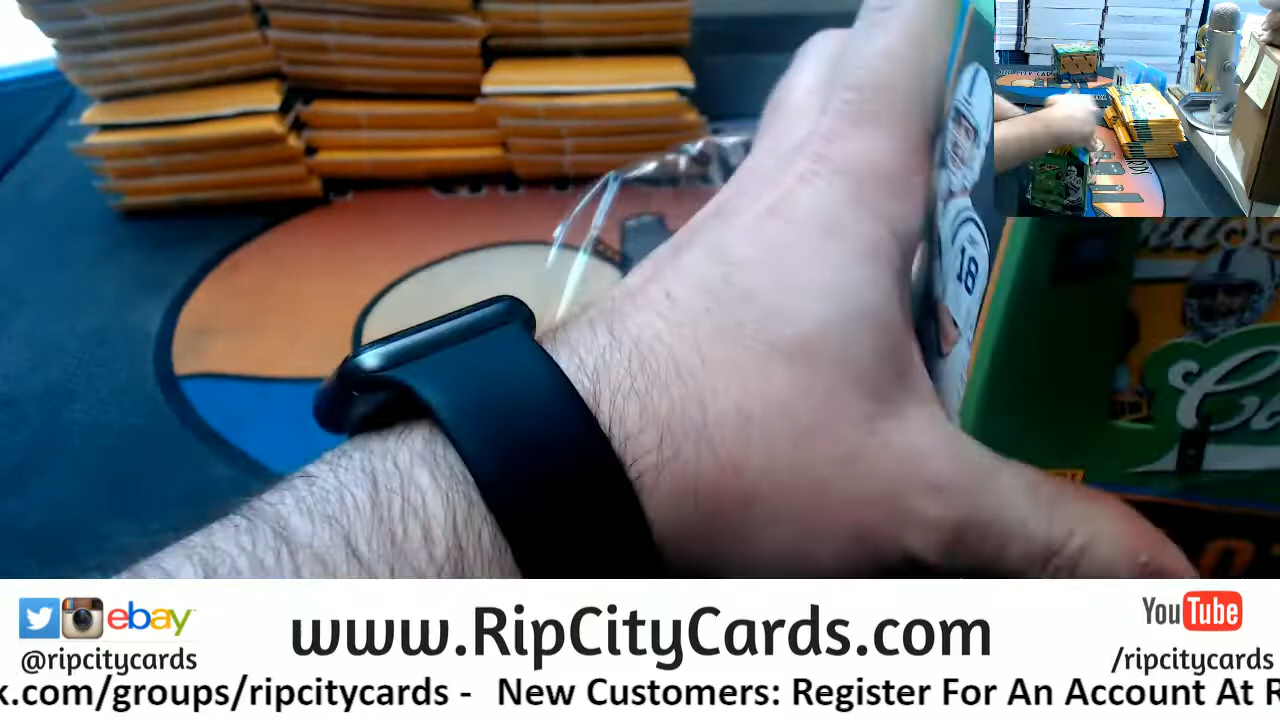 18
ebay
www.RipCityCards.com
YouTube
@ripcitycards
/ripcitycards
k.com/groups/ripcitycards - New Customers: Register For An Account At R